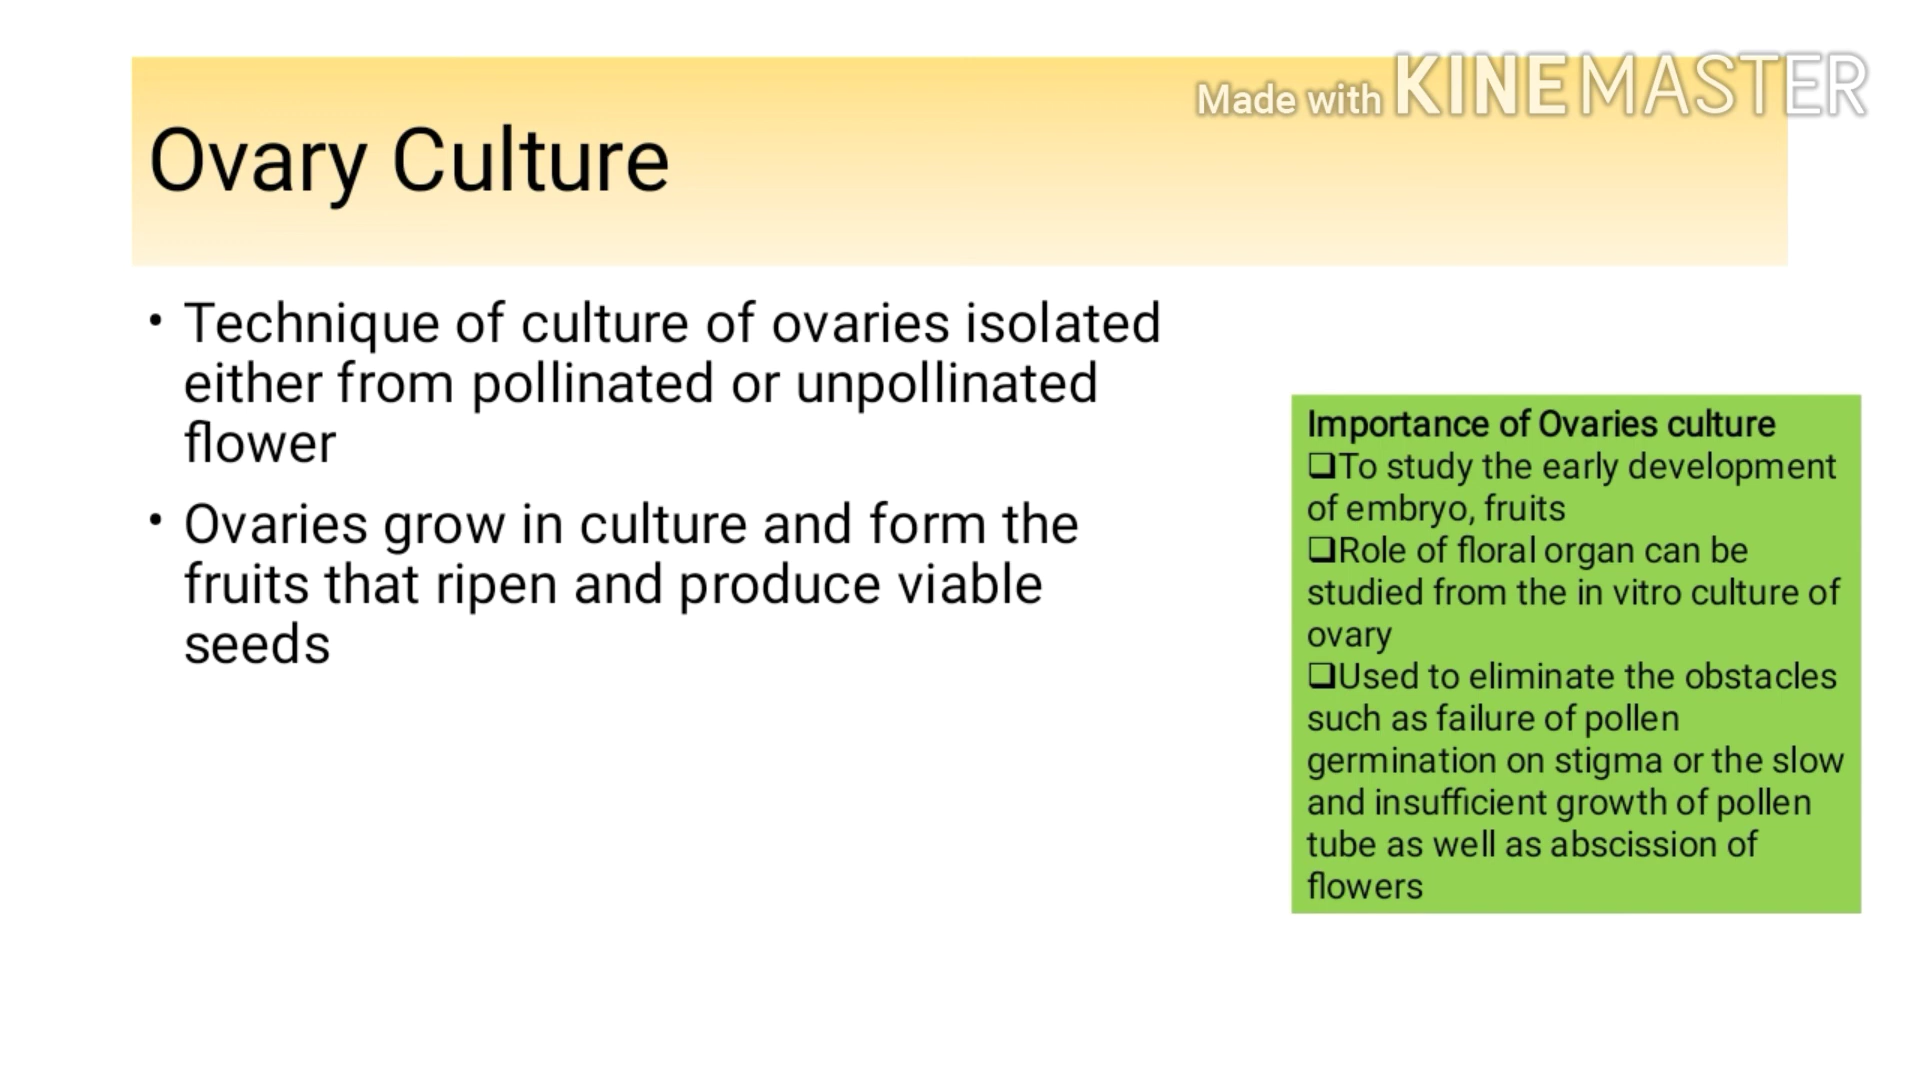 Made with KINEMASTER
Ovary Culture
• Technique of culture of ovaries isolated
either from pollinated or unpollinated
flower
• Ovaries grow in culture and form the
fruits that ripen and produce viable
seeds
Importance of Ovaries culture
❑To study the early development
of embryo, fruits
❑Role of floral organ can be
studied from the in vitro culture of
ovary
❑Used to eliminate the obstacles
such as failure of pollen
germination on stigma or the slow
and insufficient growth of pollen
tube as well as abscission of
flowers